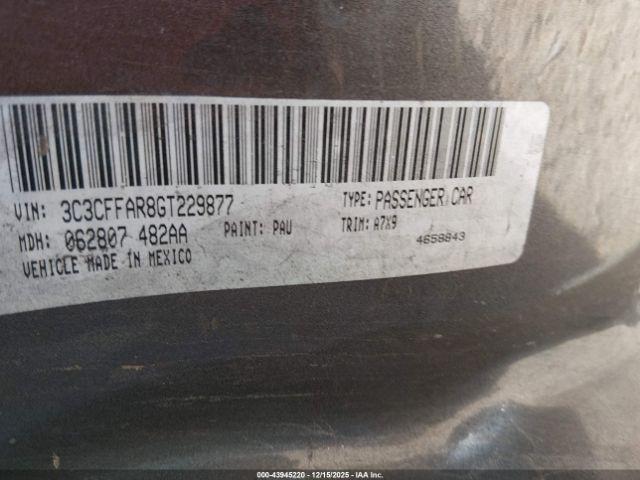 VIN: 3C3CFFAR8GT229877 TYPE: PASSENGER CAR
MDH: 062807 482AA PAINT: PAU TRIM: A7X9
VEHICLE MADE IN MEXICO 4658843
000-43945220 - 12/15/2025 - IAA Inc.